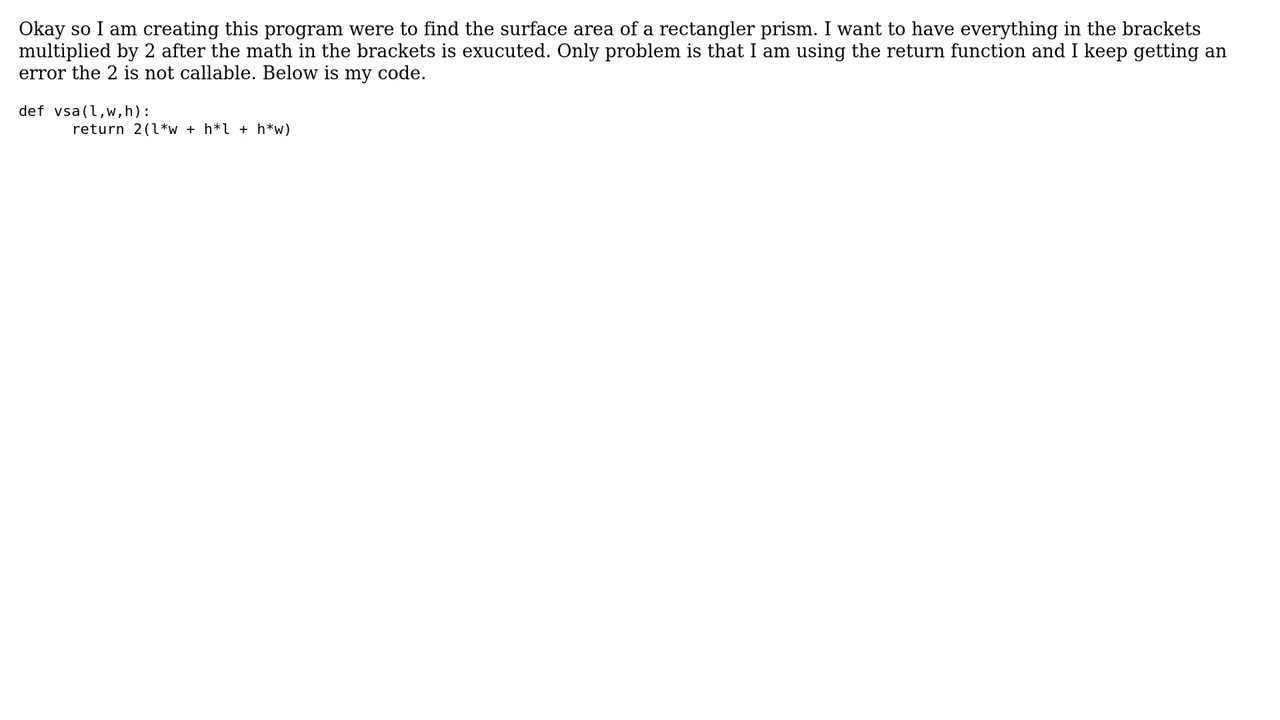 Okay so I am creating this program were to find the surface area of a rectangler prism. I want to have everything in the brackets
multiplied by 2 after the math in the brackets is exucuted. Only problem is that I am using the return function and I keep getting an
error the 2 is not callable. Below is my code.
def vsa(l,w,h):
      return 2(l*w + h*l + h*w)